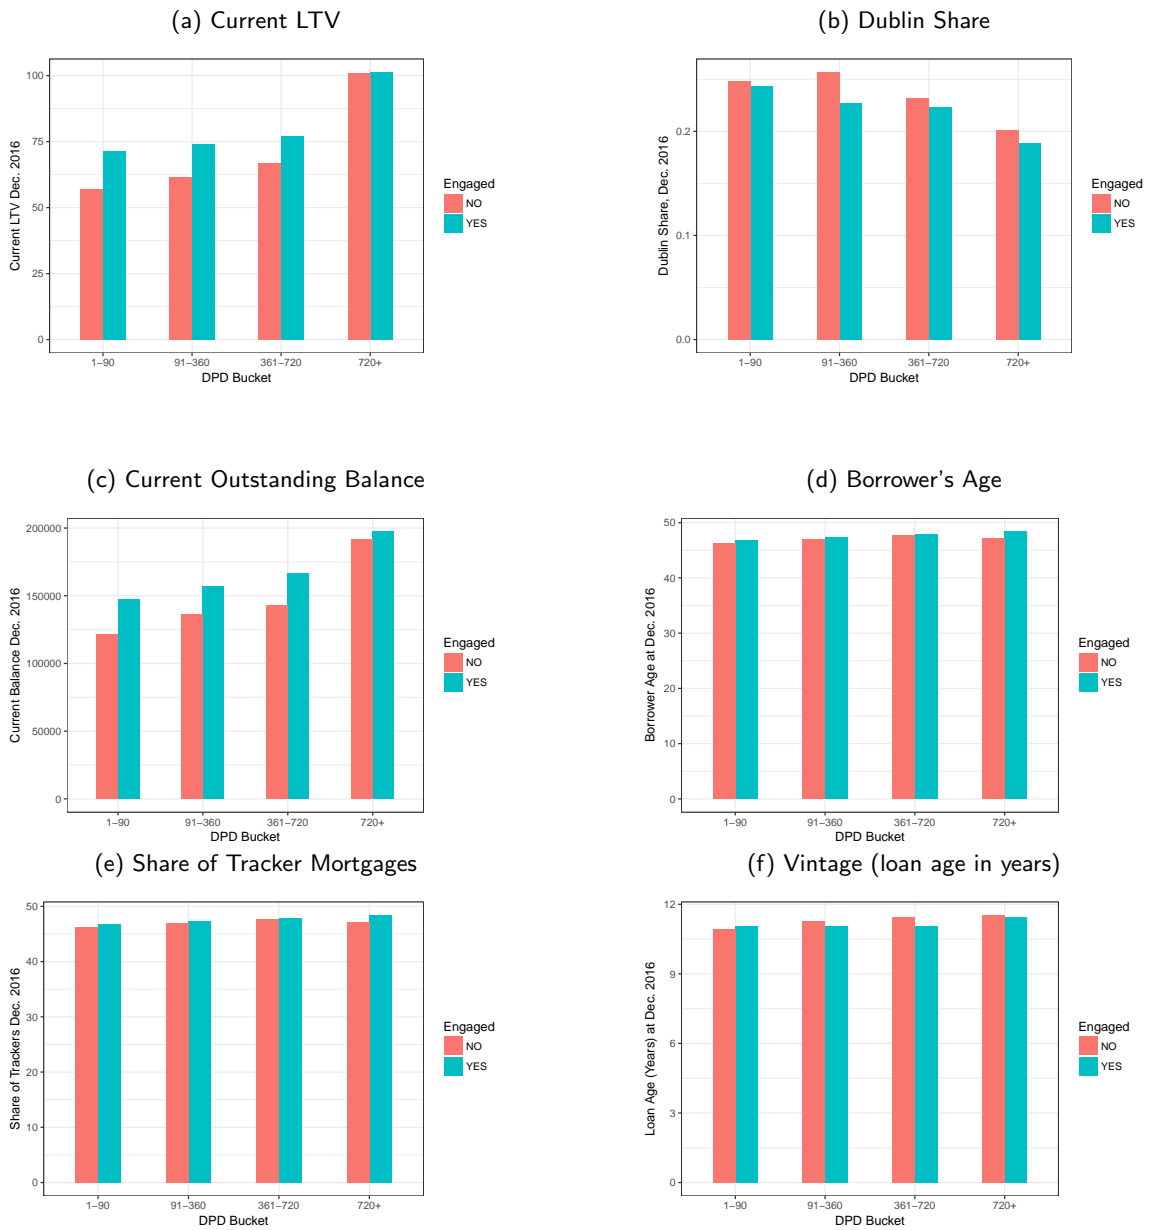 (a) Current LTV
100
75
50
25
0
Current LTV Dec. 2016
1–90 91–360 361–720 720+
DPD Bucket
Engaged
NO
YES
(b) Dublin Share
0.2
0.1
0.0
Dublin Share, Dec. 2016
1–90 91–360 361–720 720+
DPD Bucket
Engaged
NO
YES
(c) Current Outstanding Balance
200000
150000
100000
50000
0
Current Balance Dec. 2016
1–90 91–360 361–720 720+
DPD Bucket
Engaged
NO
YES
(d) Borrower's Age
50
40
30
20
10
0
Borrower Age at Dec. 2016
1–90 91–360 361–720 720+
DPD Bucket
Engaged
NO
YES
(e) Share of Tracker Mortgages
50
40
30
20
10
0
Share of Trackers Dec. 2016
1–90 91–360 361–720 720+
DPD Bucket
Engaged
NO
YES
(f) Vintage (loan age in years)
12
9
6
3
0
Loan Age (Years) at Dec. 2016
1–90 91–360 361–720 720+
DPD Bucket
Engaged
NO
YES